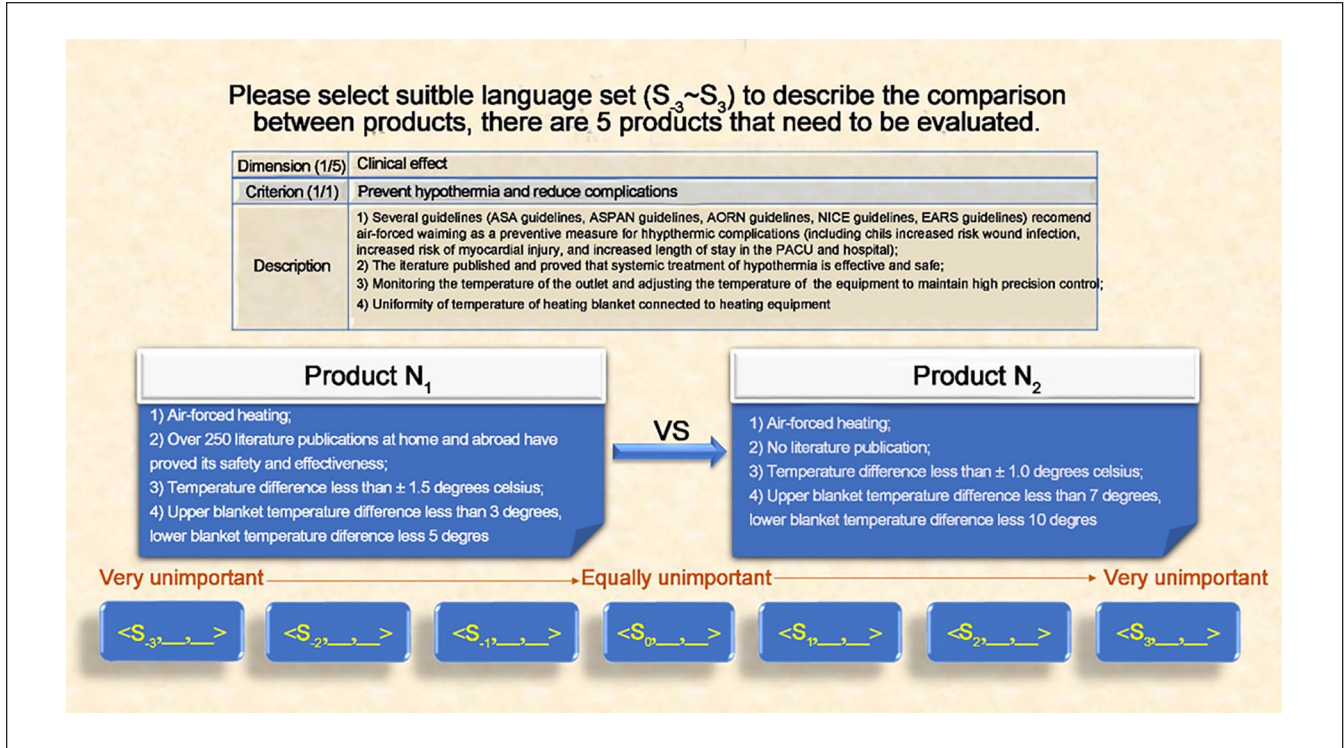 Please select suitble language set (S₋₃~S₃) to describe the comparison
between products, there are 5 products that need to be evaluated.
Dimension (1/5) Clinical effect
Criterion (1/1) Prevent hypothermia and reduce complications
Description
1) Several guidelines (ASA guidelines, ASPAN guidelines, AORN guidelines, NICE guidelines, EARS guidelines) recomend
air-forced waiming as a preventive measure for hhypthermic complications (including chils increased risk wound infection,
increased risk of myocardial injury, and increased length of stay in the PACU and hospital);
2) The iterature published and proved that systemic treatment of hypothermia is effective and safe;
3) Monitoring the temperature of the outlet and adjusting the temperature of the equipment to maintain high precision control;
4) Uniformity of temperature of heating blanket connected to heating equipment
Product N₁
1) Air-forced heating;
2) Over 250 literature publications at home and abroad have
proved its safety and effectiveness;
3) Temperature difference less than ± 1.5 degrees celsius;
4) Upper blanket temperature difference less than 3 degrees,
lower blanket temperature diference less 5 degres
VS
Product N₂
1) Air-forced heating;
2) No literature publication;
3) Temperature difference less than ± 1.0 degrees celsius;
4) Upper blanket temperature difference less than 7 degrees,
lower blanket temperature diference less 10 degres
Very unimportant Equally unimportant Very unimportant
<S₋₃,__,__> <S₋₂,__,__> <S₋₁,__,__> <S₀,__,__> <S₁,__,__> <S₂,__,__> <S₃,__,__>